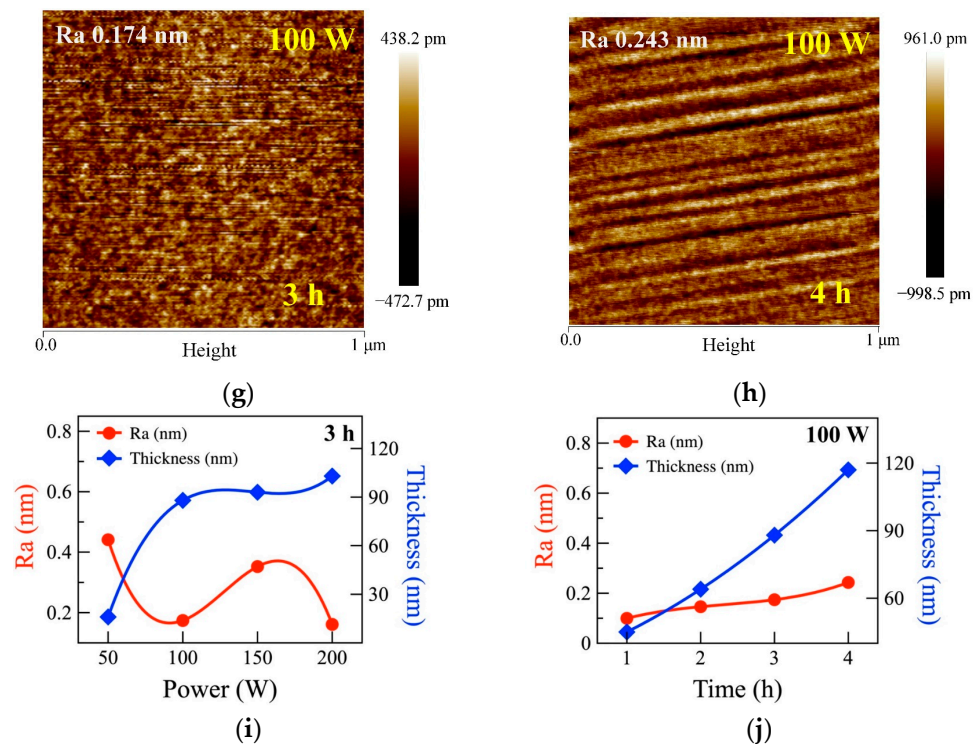 Ra 0.174 nm
100 W
3 h
438.2 pm
−472.7 pm
0.0
Height
1 μm
(g)
Ra 0.243 nm
100 W
4 h
961.0 pm
−998.5 pm
0.0
Height
1 μm
(h)
Ra (nm)
Thickness (nm)
3 h
0.8
0.6
0.4
0.2
Ra (nm)
120
90
60
30
Thickness (nm)
50 100 150 200
Power (W)
(i)
Ra (nm)
Thickness (nm)
100 W
0.8
0.6
0.4
0.2
0
Ra (nm)
120
90
60
Thickness (nm)
1 2 3 4
Time (h)
(j)